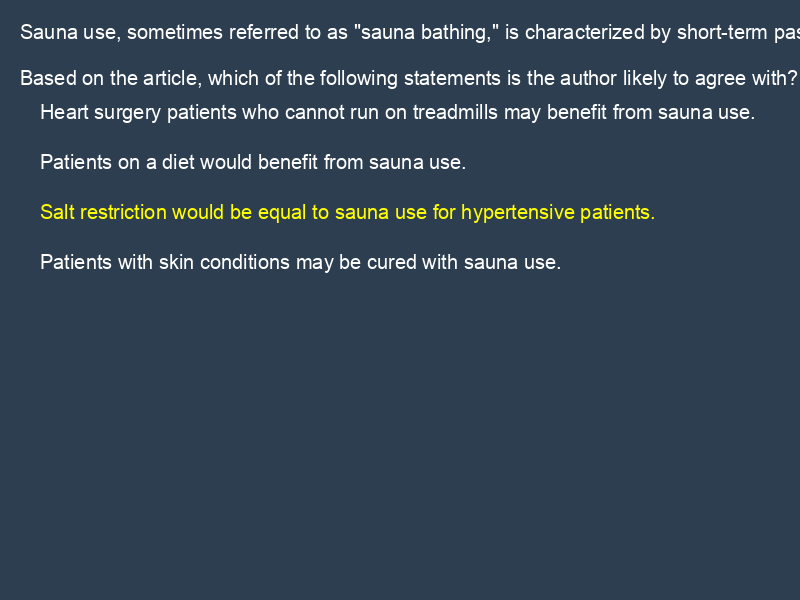 Sauna use, sometimes referred to as "sauna bathing," is characterized by short-term
Based on the article, which of the following statements is the author likely to agree with?
Heart surgery patients who cannot run on treadmills may benefit from sauna use.
Patients on a diet would benefit from sauna use.
Salt restriction would be equal to sauna use for hypertensive patients.
Patients with skin conditions may be cured with sauna use.